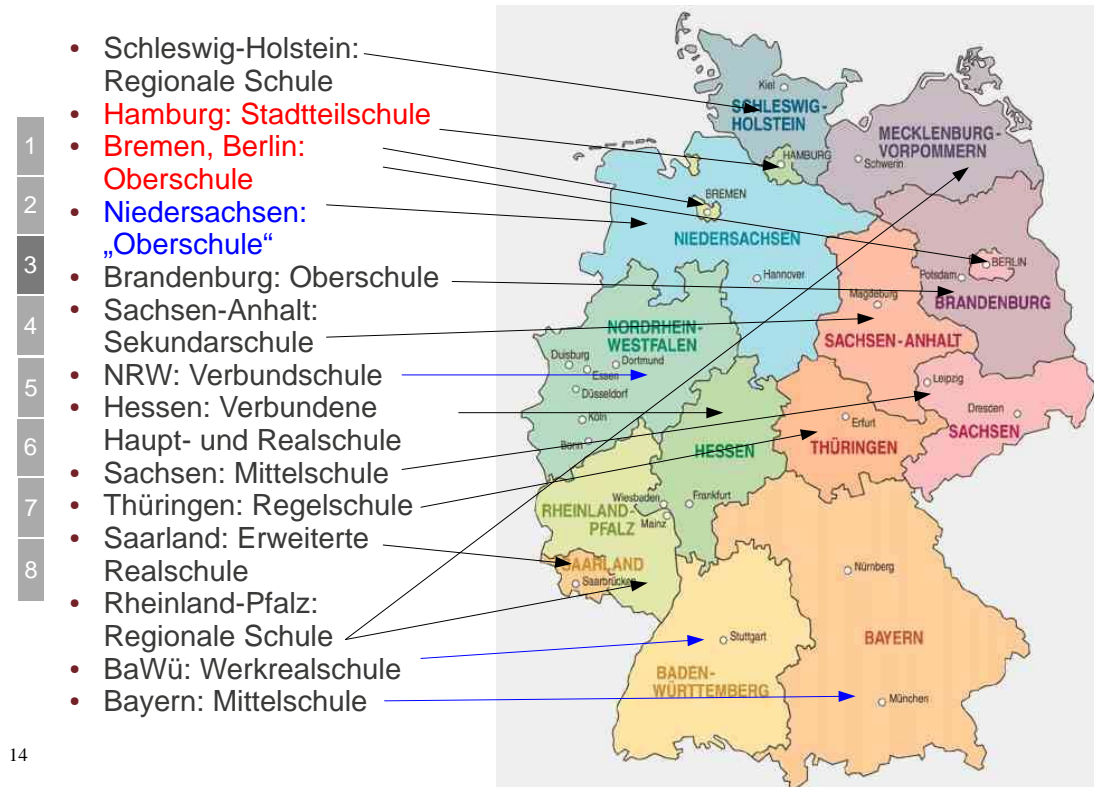 • Schleswig-Holstein:
Regionale Schule
• Hamburg: Stadtteilschule
• Bremen, Berlin:
Oberschule
• Niedersachsen:
„Oberschule“
• Brandenburg: Oberschule
• Sachsen-Anhalt:
Sekundarschule
• NRW: Verbundschule
• Hessen: Verbundene
Haupt- und Realschule
• Sachsen: Mittelschule
• Thüringen: Regelschule
• Saarland: Erweiterte
Realschule
• Rheinland-Pfalz:
Regionale Schule
• BaWü: Werkrealschule
• Bayern: Mittelschule
1
2
3
4
5
6
7
8
14
Kiel
SCHLESWIG-
HOLSTEIN
MECKLENBURG-
VORPOMMERN
HAMBURG
Schwerin
BREMEN
NIEDERSACHSEN
Hannover
BERLIN
Potsdam
BRANDENBURG
Magdeburg
SACHSEN-ANHALT
NORDRHEIN-
WESTFALEN
Duisburg
Dortmund
Essen
Düsseldorf
Köln
Bonn
Leipzig
Dresden
SACHSEN
Erfurt
THÜRINGEN
HESSEN
Wiesbaden
Frankfurt
Mainz
RHEINLAND-
PFALZ
SAARLAND
Saarbrücken
Nürnberg
Stuttgart
BAYERN
BADEN-
WÜRTTEMBERG
München